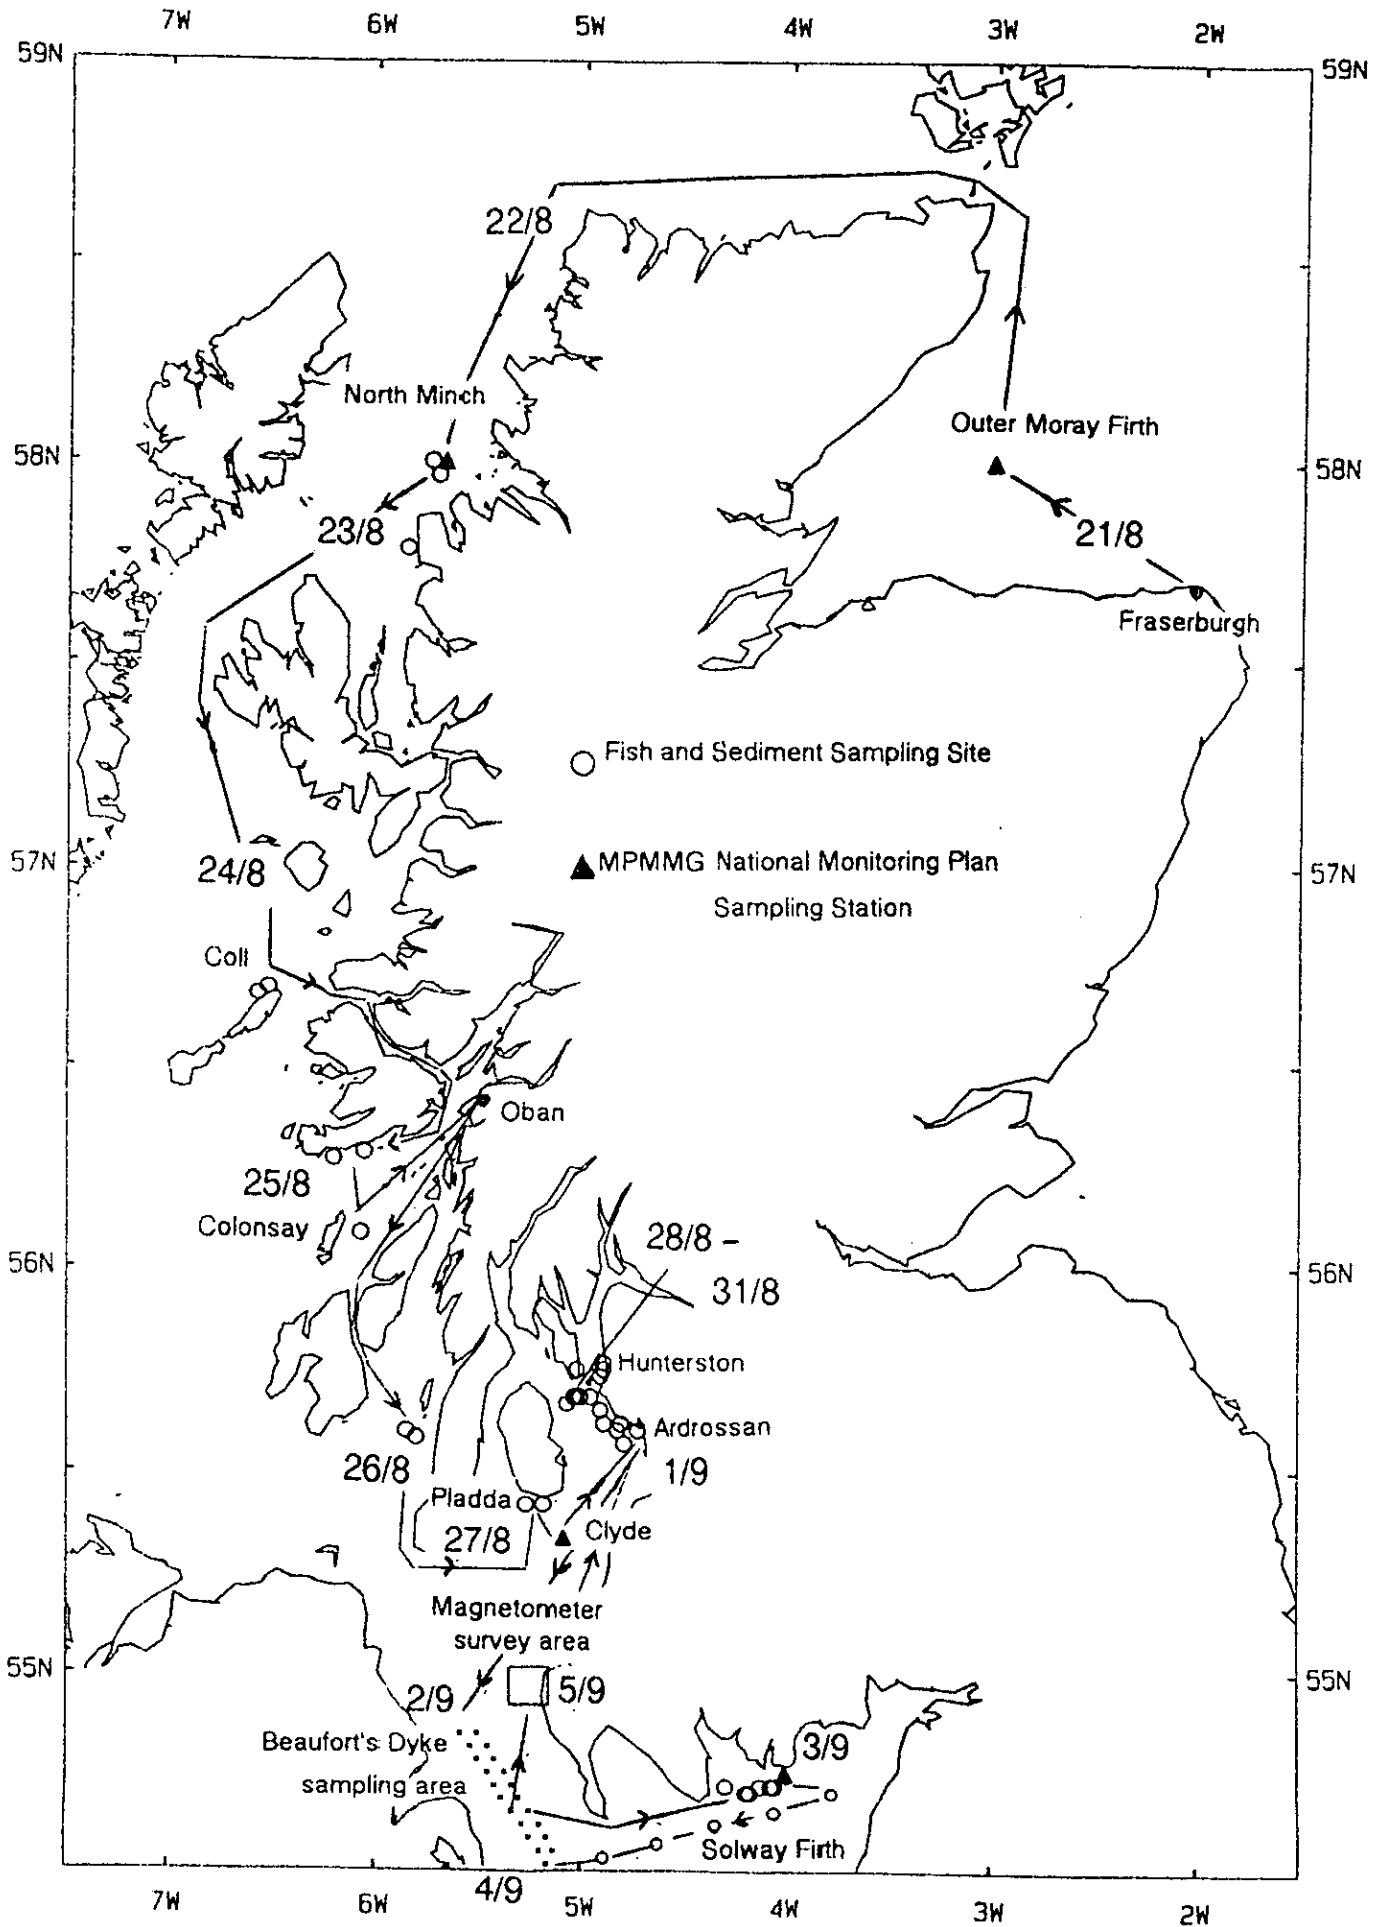 7W 6W 5W 4W 3W 2W
59N 59N
22/8
North Minch
Outer Moray Firth
58N 58N
23/8
21/8
Fraserburgh
Fish and Sediment Sampling Site
57N 57N
24/8
MPMMG National Monitoring Plan
Sampling Station
Coll
Oban
25/8
Colonsay
28/8 –
31/8
56N 56N
Hunterston
Ardrossan
26/8
1/9
Pladda
27/8
Clyde
Magnetometer
survey area
55N 55N
2/9
5/9
Beaufort's Dyke
sampling area
3/9
Solway Firth
4/9
7W 6W 5W 4W 3W 2W